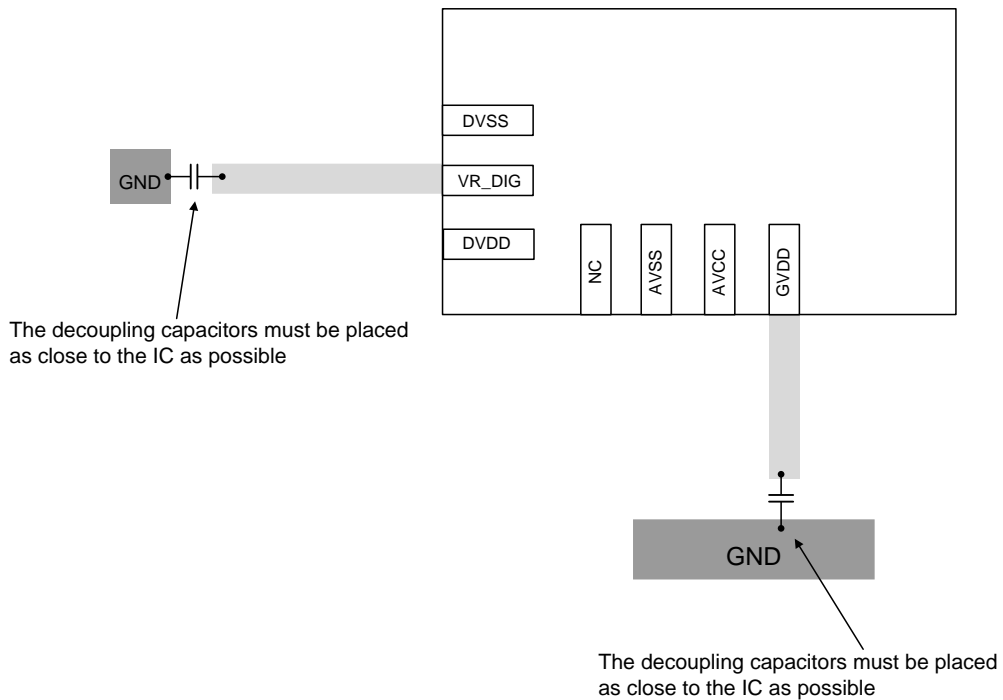 DVSS
GND
VR_DIG
DVDD
NC
AVSS
AVCC
GVDD
The decoupling capacitors must be placed
as close to the IC as possible
GND
The decoupling capacitors must be placed
as close to the IC as possible